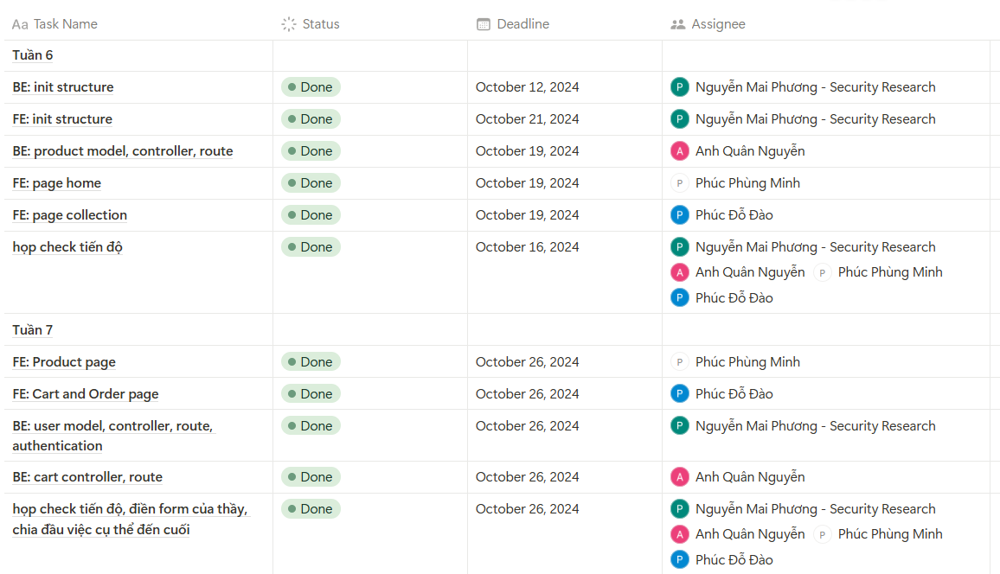 Aa Task Name Status Deadline Assignee
Tuần 6
BE: init structure Done October 12, 2024 P Nguyễn Mai Phương - Security Research
FE: init structure Done October 21, 2024 P Nguyễn Mai Phương - Security Research
BE: product model, controller, route Done October 19, 2024 A Anh Quân Nguyễn
FE: page home Done October 19, 2024 P Phúc Phùng Minh
FE: page collection Done October 19, 2024 P Phúc Đỗ Đào
họp check tiến độ Done October 16, 2024 P Nguyễn Mai Phương - Security Research
A Anh Quân Nguyễn P Phúc Phùng Minh
P Phúc Đỗ Đào
Tuần 7
FE: Product page Done October 26, 2024 P Phúc Phùng Minh
FE: Cart and Order page Done October 26, 2024 P Phúc Đỗ Đào
BE: user model, controller, route, Done October 26, 2024 P Nguyễn Mai Phương - Security Research
authentication
BE: cart controller, route Done October 26, 2024 A Anh Quân Nguyễn
họp check tiến độ, điền form của thầy, Done October 26, 2024 P Nguyễn Mai Phương - Security Research
chia đầu việc cụ thể đến cuối A Anh Quân Nguyễn P Phúc Phùng Minh
P Phúc Đỗ Đào